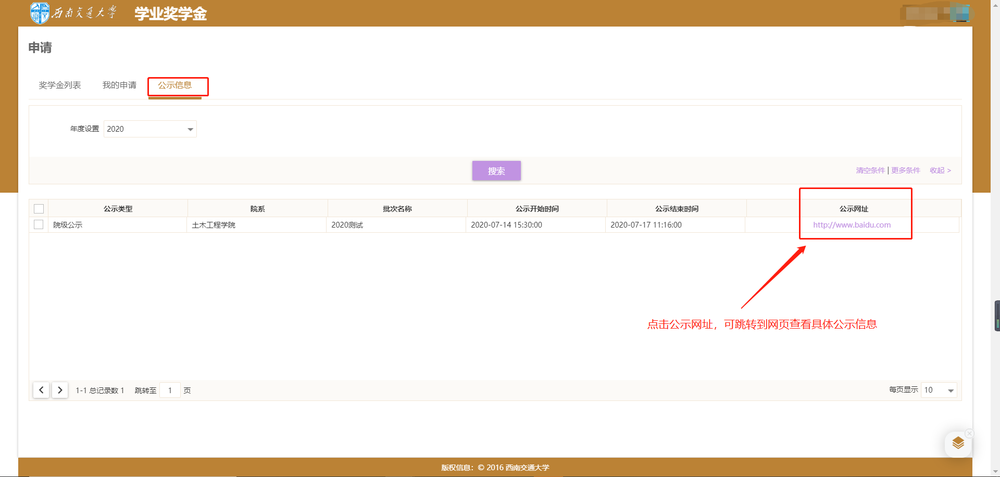 西南交通大学 学业奖学金
申请
奖学金列表 我的申请 公示信息
年度设置 2020
搜索
清空条件 | 更多条件 收起 >
公示类型 院系 批次名称 公示开始时间 公示结束时间 公示网址
院级公示 土木工程学院 2020测试 2020-07-14 15:30:00 2020-07-17 11:16:00 http://www.baidu.com
点击公示网址，可跳转到网页查看具体公示信息
1-1 总记录数 1 跳转至 1 页 每页显示 10
版权信息：© 2016 西南交通大学